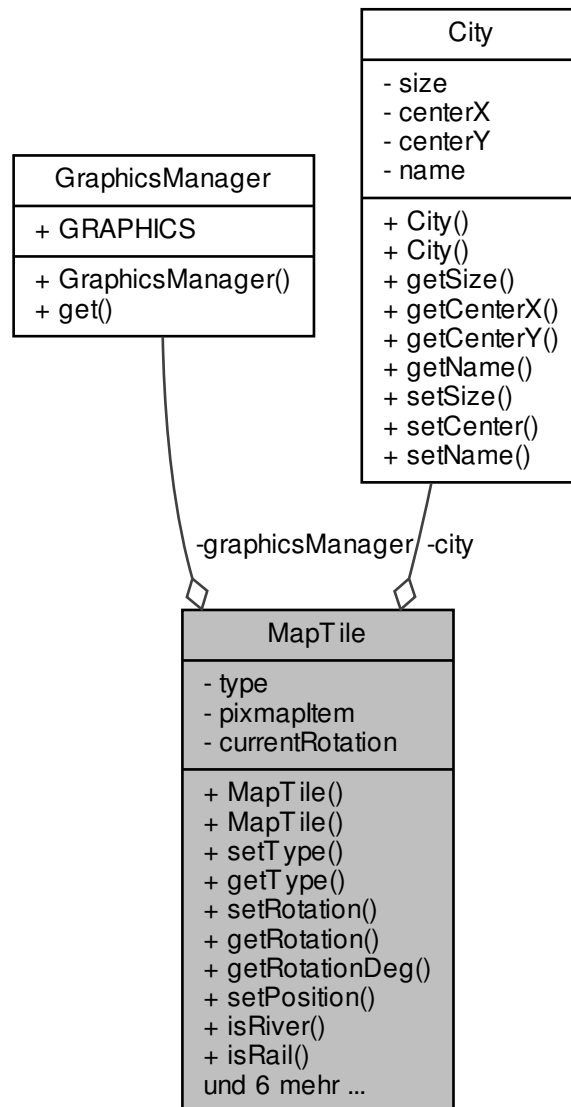 City
- size
- centerX
- centerY
- name
+ City()
+ City()
+ getSize()
+ getCenterX()
+ getCenterY()
+ getName()
+ setSize()
+ setCenter()
+ setName()
GraphicsManager
+ GRAPHICS
+ GraphicsManager()
+ get()
-graphicsManager
-city
MapTile
- type
- pixmapItem
- currentRotation
+ MapTile()
+ MapTile()
+ setType()
+ getType()
+ setRotation()
+ getRotation()
+ getRotationDeg()
+ setPosition()
+ isRiver()
+ isRail()
und 6 mehr ...